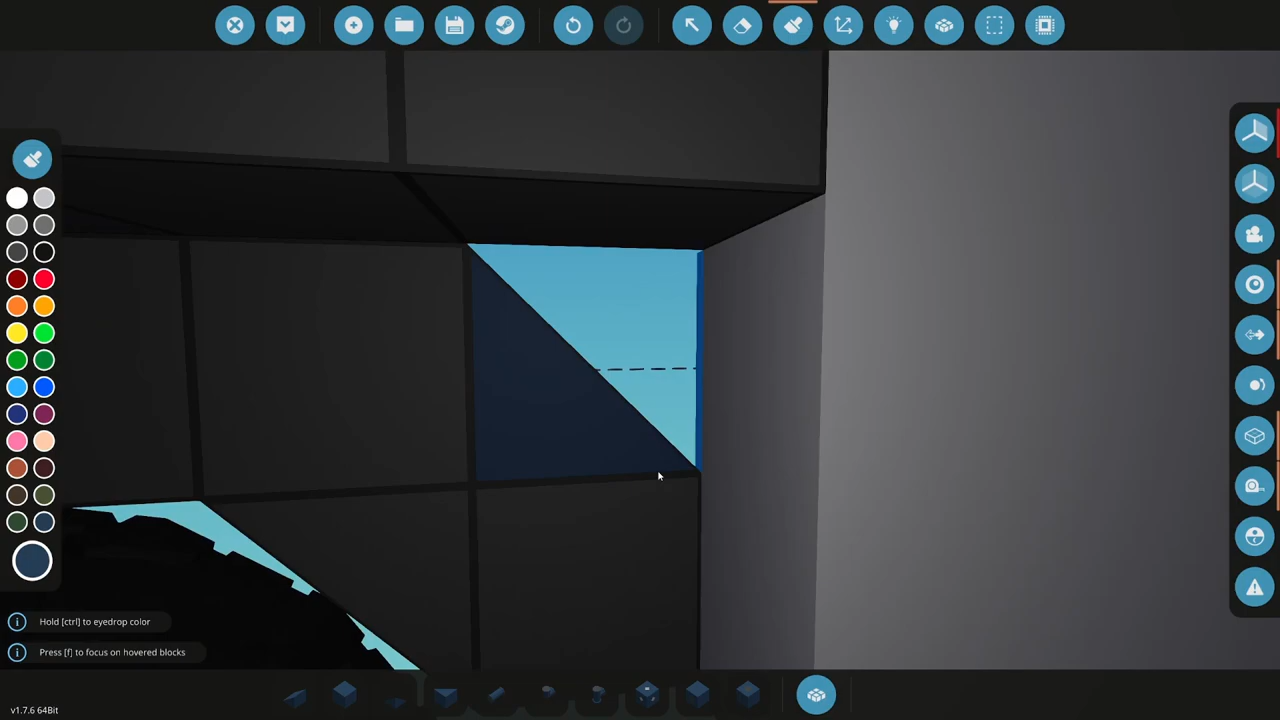 Hold [ctrl] to eyedrop color
Press [f] to focus on hovered blocks
v1.7.6 64Bit